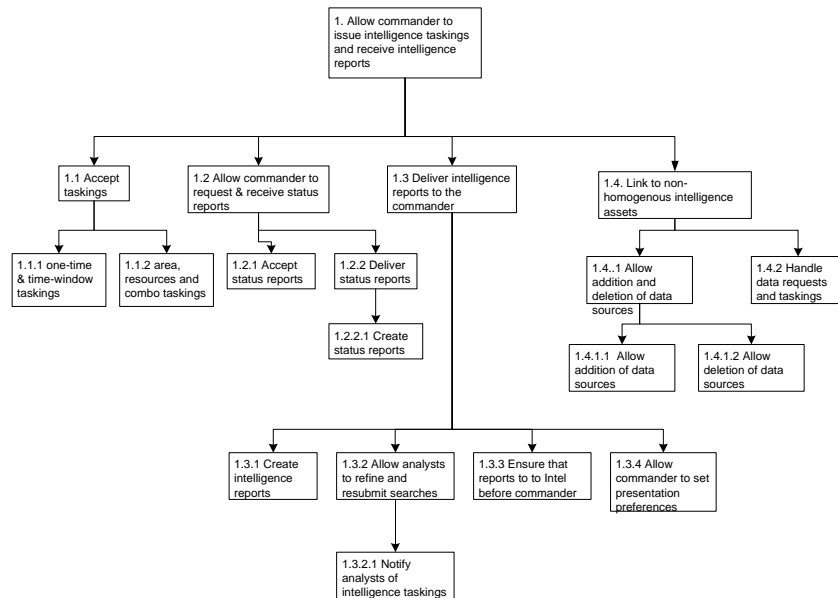 1. Allow commander to
issue intelligence taskings
and receive intelligence
reports
1.1 Accept
taskings
1.2 Allow commander to
request & receive status
reports
1.3 Deliver intelligence
reports to the
commander
1.4. Link to non-
homogenous intelligence
assets
1.1.1 one-time
& time-window
taskings
1.1.2 area,
resources and
combo taskings
1.2.1 Accept
status reports
1.2.2 Deliver
status reports
1.4..1 Allow
addition and
deletion of data
sources
1.4.2 Handle
data requests
and taskings
1.2.2.1 Create
status reports
1.4.1.1 Allow
addition of data
sources
1.4.1.2 Allow
deletion of data
sources
1.3.1 Create
intelligence
reports
1.3.2 Allow analysts
to refine and
resubmit searches
1.3.3 Ensure that
reports to to Intel
before commander
1.3.4 Allow
commander to set
presentation
preferences
1.3.2.1 Notify
analysts of
intelligence taskings